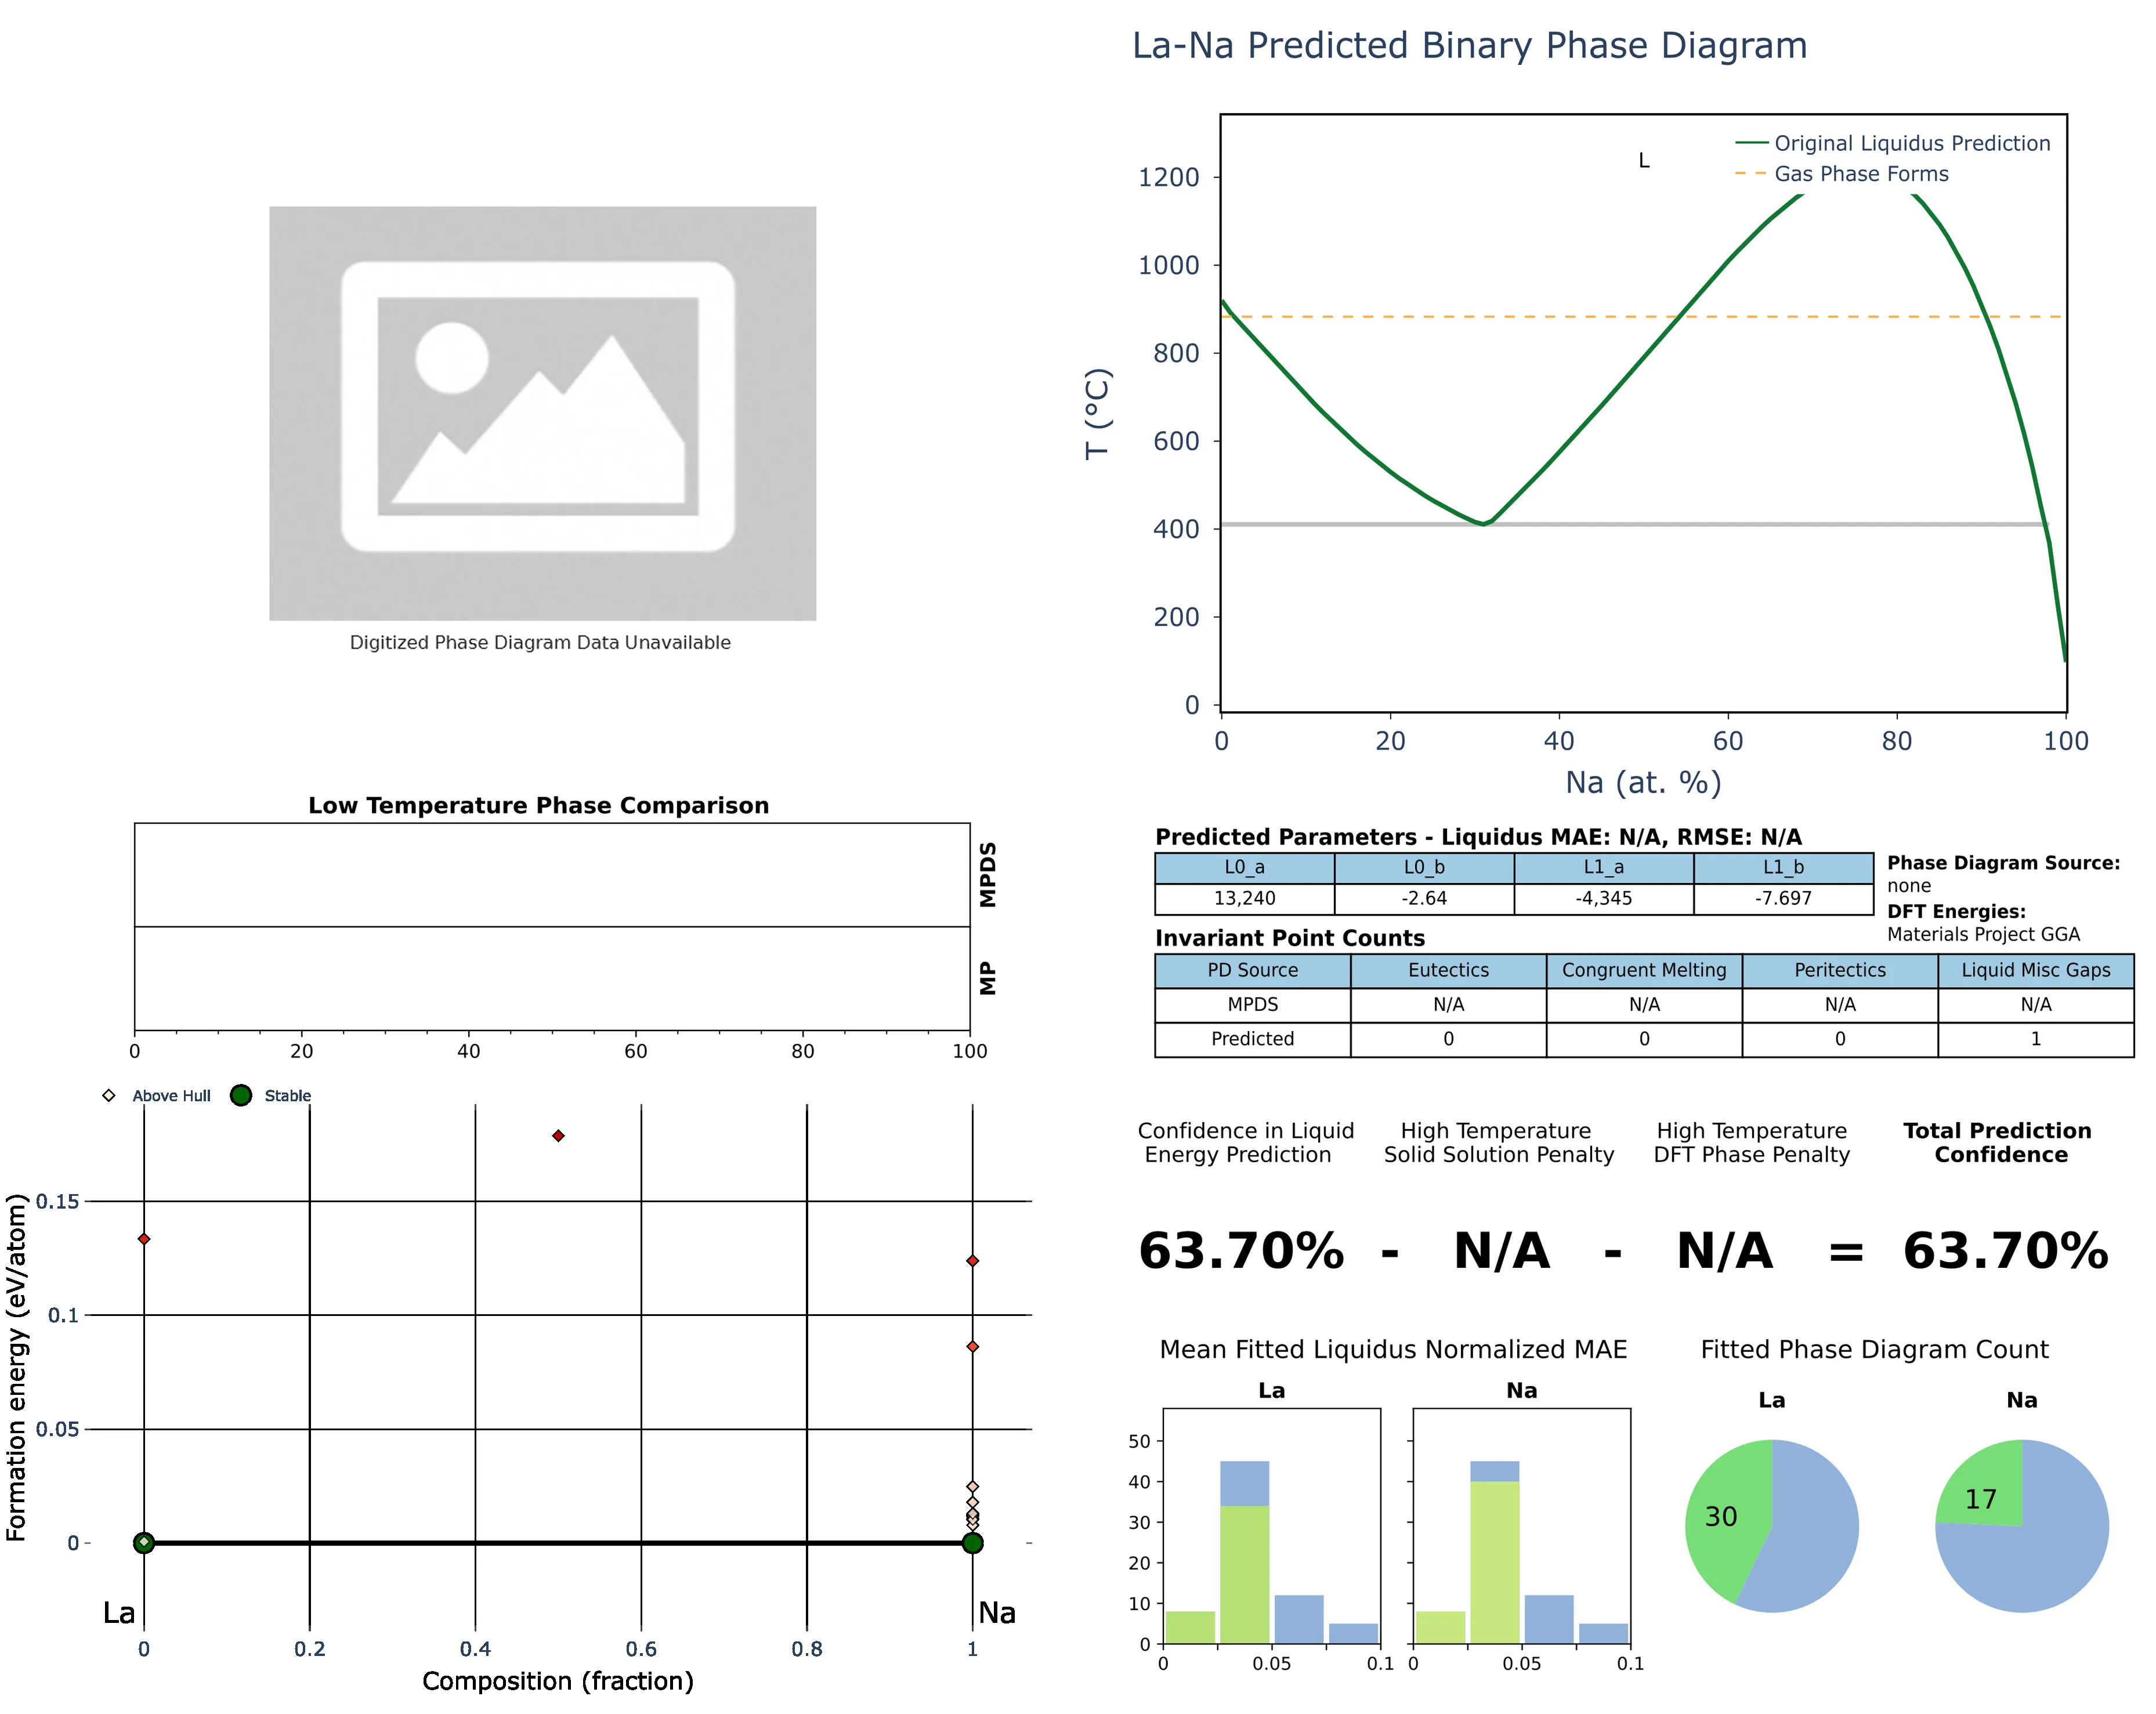 La-Na Predicted Binary Phase Diagram
Digitized Phase Diagram Data Unavailable
L
Original Liquidus Prediction
Gas Phase Forms
1200
1000
800
600
400
200
0
T (°C)
0 20 40 60 80 100
Na (at. %)
Low Temperature Phase Comparison
MPDS
MP
0 20 40 60 80 100
Above Hull Stable
0.15
0.1
0.05
0
Formation energy (eV/atom)
La Na
0 0.2 0.4 0.6 0.8 1
Composition (fraction)
Predicted Parameters - Liquidus MAE: N/A, RMSE: N/A
L0_a L0_b L1_a L1_b
13,240 -2.64 -4,345 -7.697
Phase Diagram Source:
none
DFT Energies:
Materials Project GGA
Invariant Point Counts
PD Source Eutectics Congruent Melting Peritectics Liquid Misc Gaps
MPDS N/A N/A N/A N/A
Predicted 0 0 0 1
Confidence in Liquid
Energy Prediction
High Temperature
Solid Solution Penalty
High Temperature
DFT Phase Penalty
Total Prediction
Confidence
63.70% - N/A - N/A = 63.70%
Mean Fitted Liquidus Normalized MAE
La
Na
50
40
30
20
10
0
0 0.05 0.1
0 0.05 0.1
Fitted Phase Diagram Count
La
Na
30
17